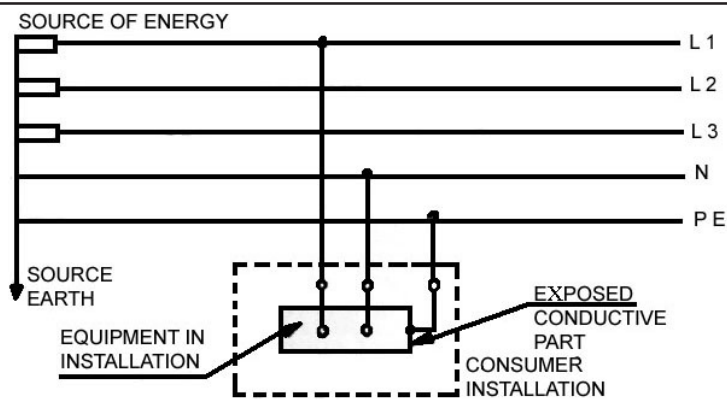 SOURCE OF ENERGY
L 1
L 2
L 3
N
P E
SOURCE
EARTH
EQUIPMENT IN
INSTALLATION
EXPOSED
CONDUCTIVE
PART
CONSUMER
INSTALLATION